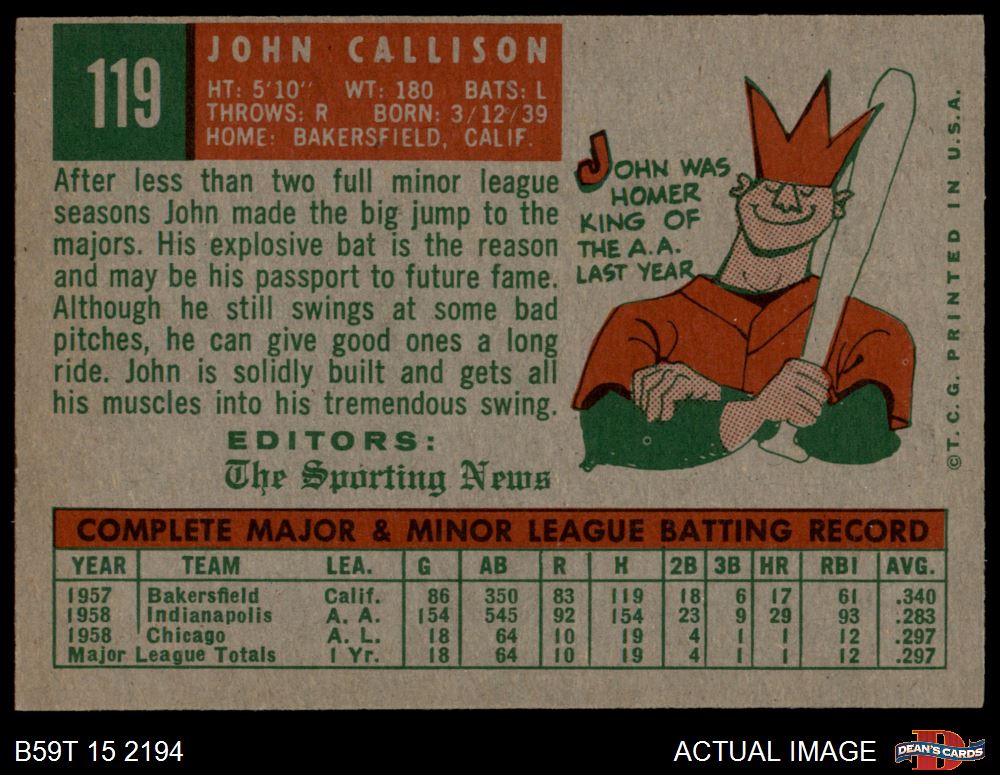 119
JOHN CALLISON
HT: 5'10" WT: 180 BATS: L
THROWS: R BORN: 3/12/39
HOME: BAKERSFIELD, CALIF.
After less than two full minor league
seasons John made the big jump to the
majors. His explosive bat is the reason
and may be his passport to future fame.
Although he still swings at some bad
pitches, he can give good ones a long
ride. John is solidly built and gets all
his muscles into his tremendous swing.
EDITORS:
The Sporting News
JOHN WAS
HOMER
KING OF
THE A.A.
LAST YEAR
©T.C.G. PRINTED IN U.S.A.
COMPLETE MAJOR & MINOR LEAGUE BATTING RECORD
YEAR TEAM LEA. G AB R H 2B 3B HR RBI AVG.
1957 Bakersfield Calif. 86 350 83 119 18 6 17 61 .340
1958 Indianapolis A. A. 154 545 92 154 23 9 29 93 .283
1958 Chicago A. L. 18 64 10 19 4 1 1 12 .297
Major League Totals 1 Yr. 18 64 10 19 4 1 1 12 .297
B59T 15 2194
ACTUAL IMAGE
DEAN'S CARDS